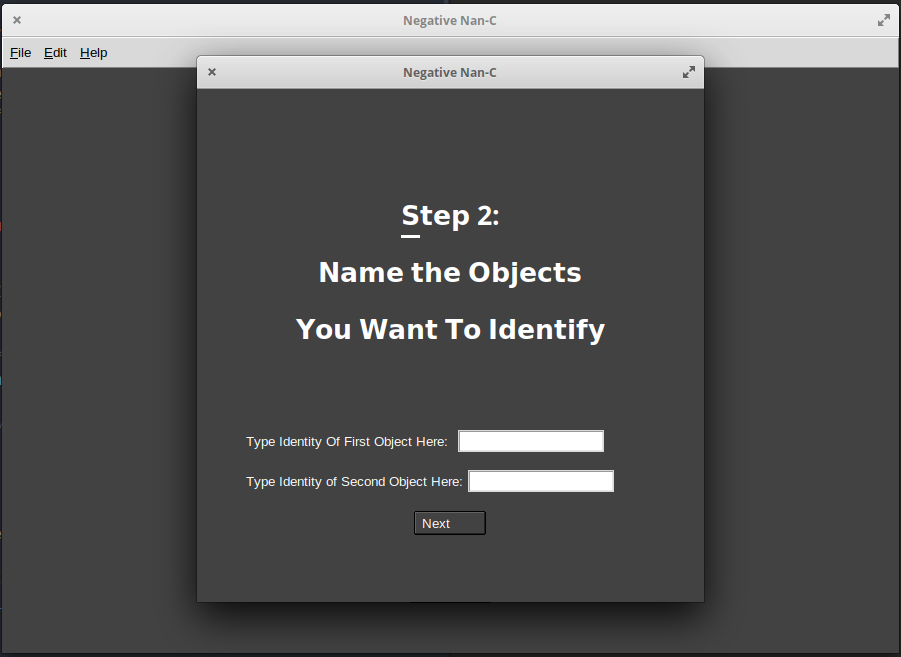 Negative Nan-C
File Edit Help
Negative Nan-C
Step 2:
Name the Objects
You Want To Identify
Type Identity Of First Object Here:
Type Identity of Second Object Here:
Next